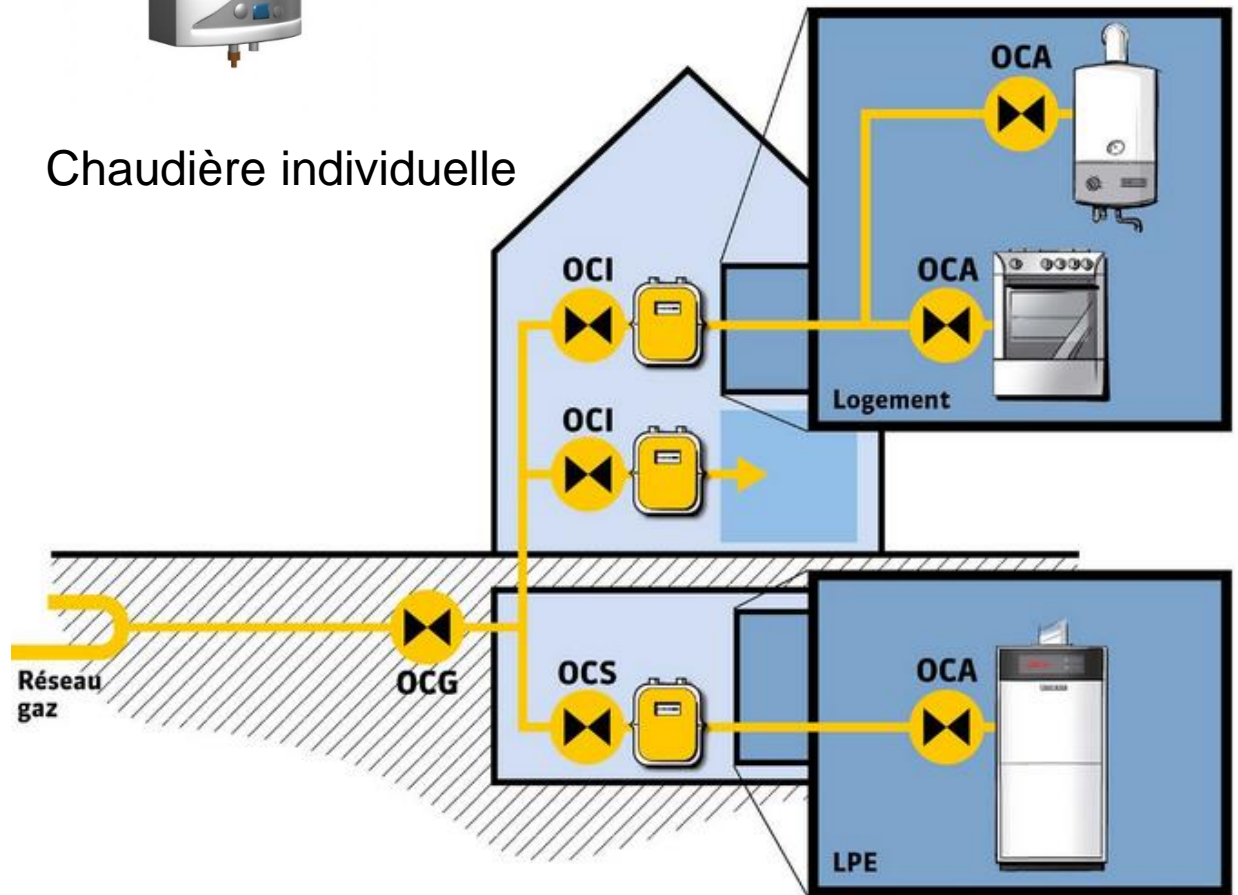 Chaudière individuelle
OCA
OCI
OCA
Logement
OCI
Réseau
gaz
OCG
OCS
OCA
LPE